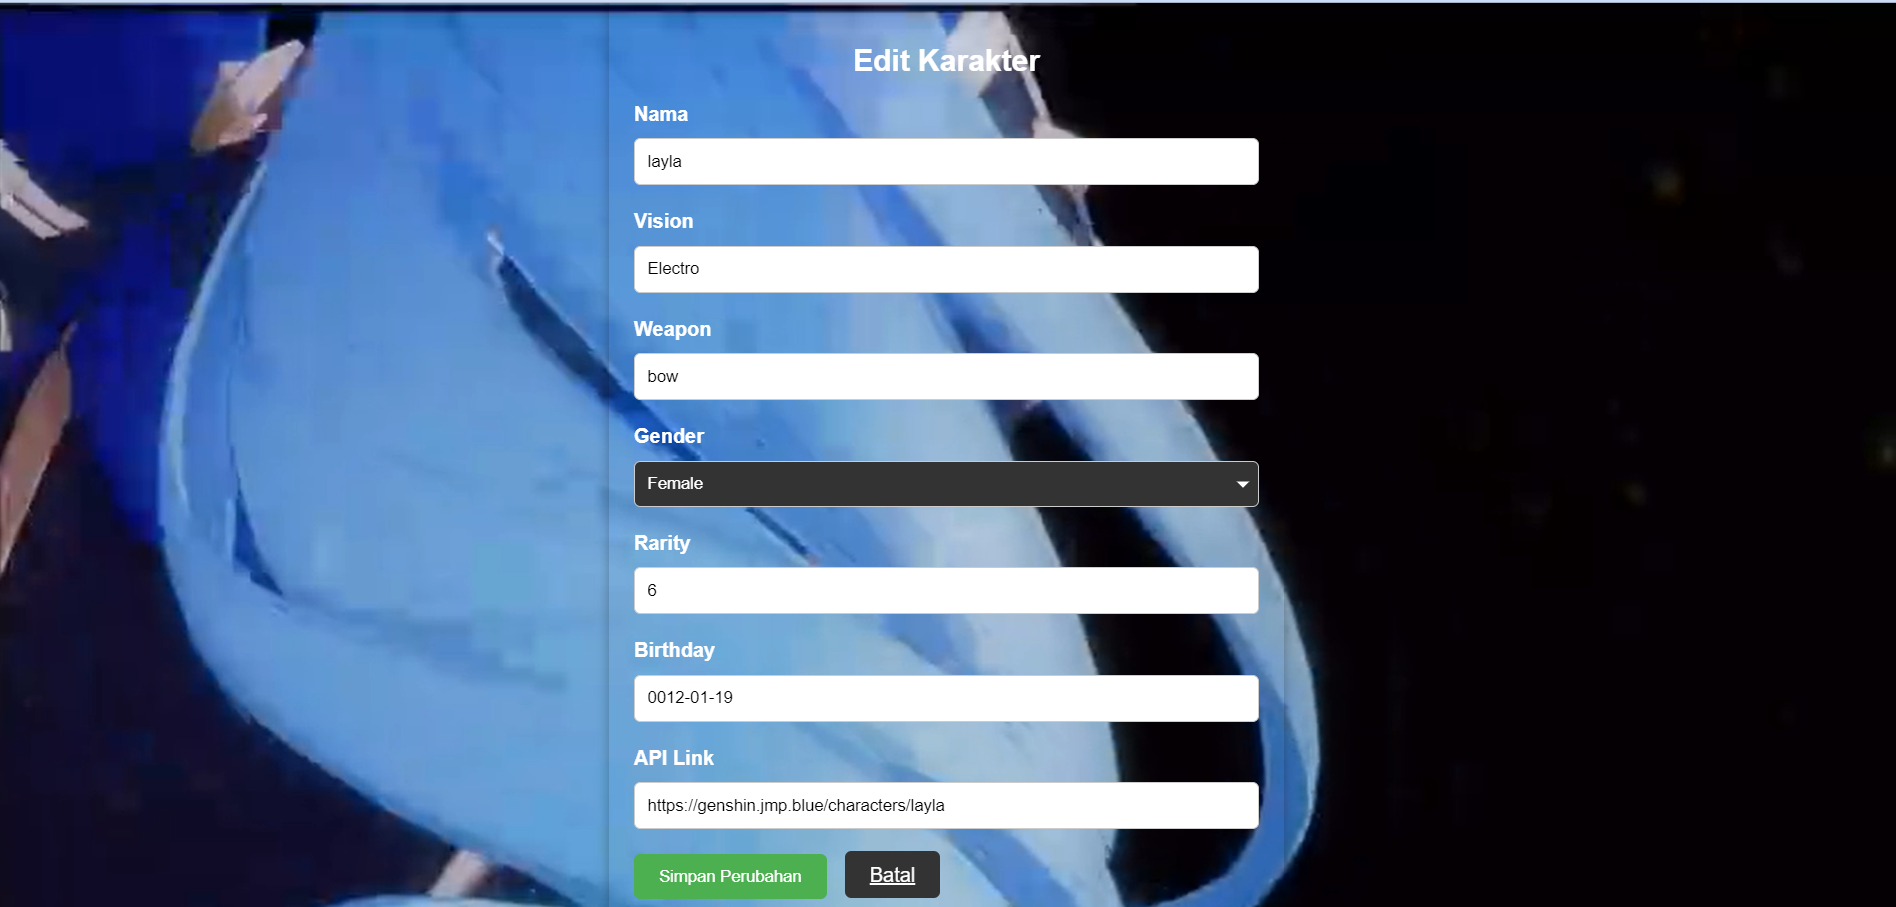 Edit Karakter
Nama
layla
Vision
Electro
Weapon
bow
Gender
Female
Rarity
6
Birthday
0012-01-19
API Link
https://genshin.jmp.blue/characters/layla
Simpan Perubahan Batal